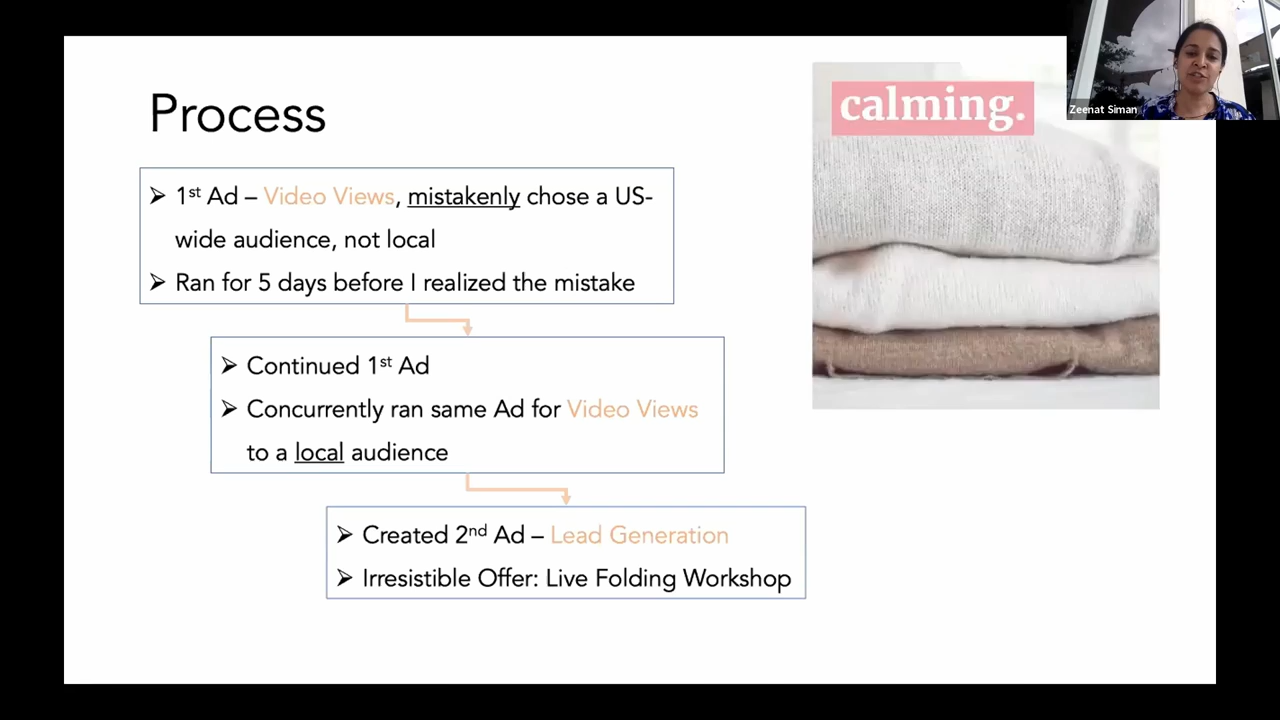 Process
➢ 1st Ad – Video Views, mistakenly chose a US-
wide audience, not local
➢ Ran for 5 days before I realized the mistake
➢ Continued 1st Ad
➢ Concurrently ran same Ad for Video Views
to a local audience
➢ Created 2nd Ad – Lead Generation
➢ Irresistible Offer: Live Folding Workshop
calming.
Zeenat Siman